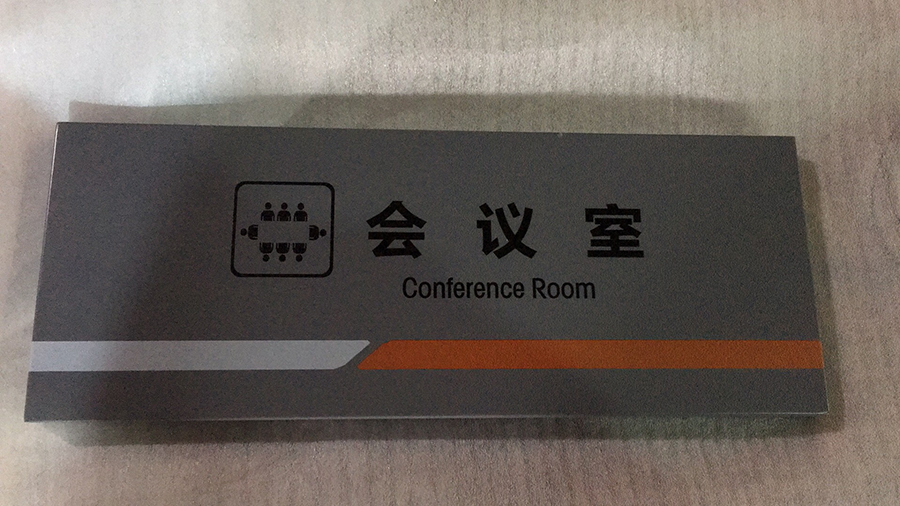 会议室
Conference Room